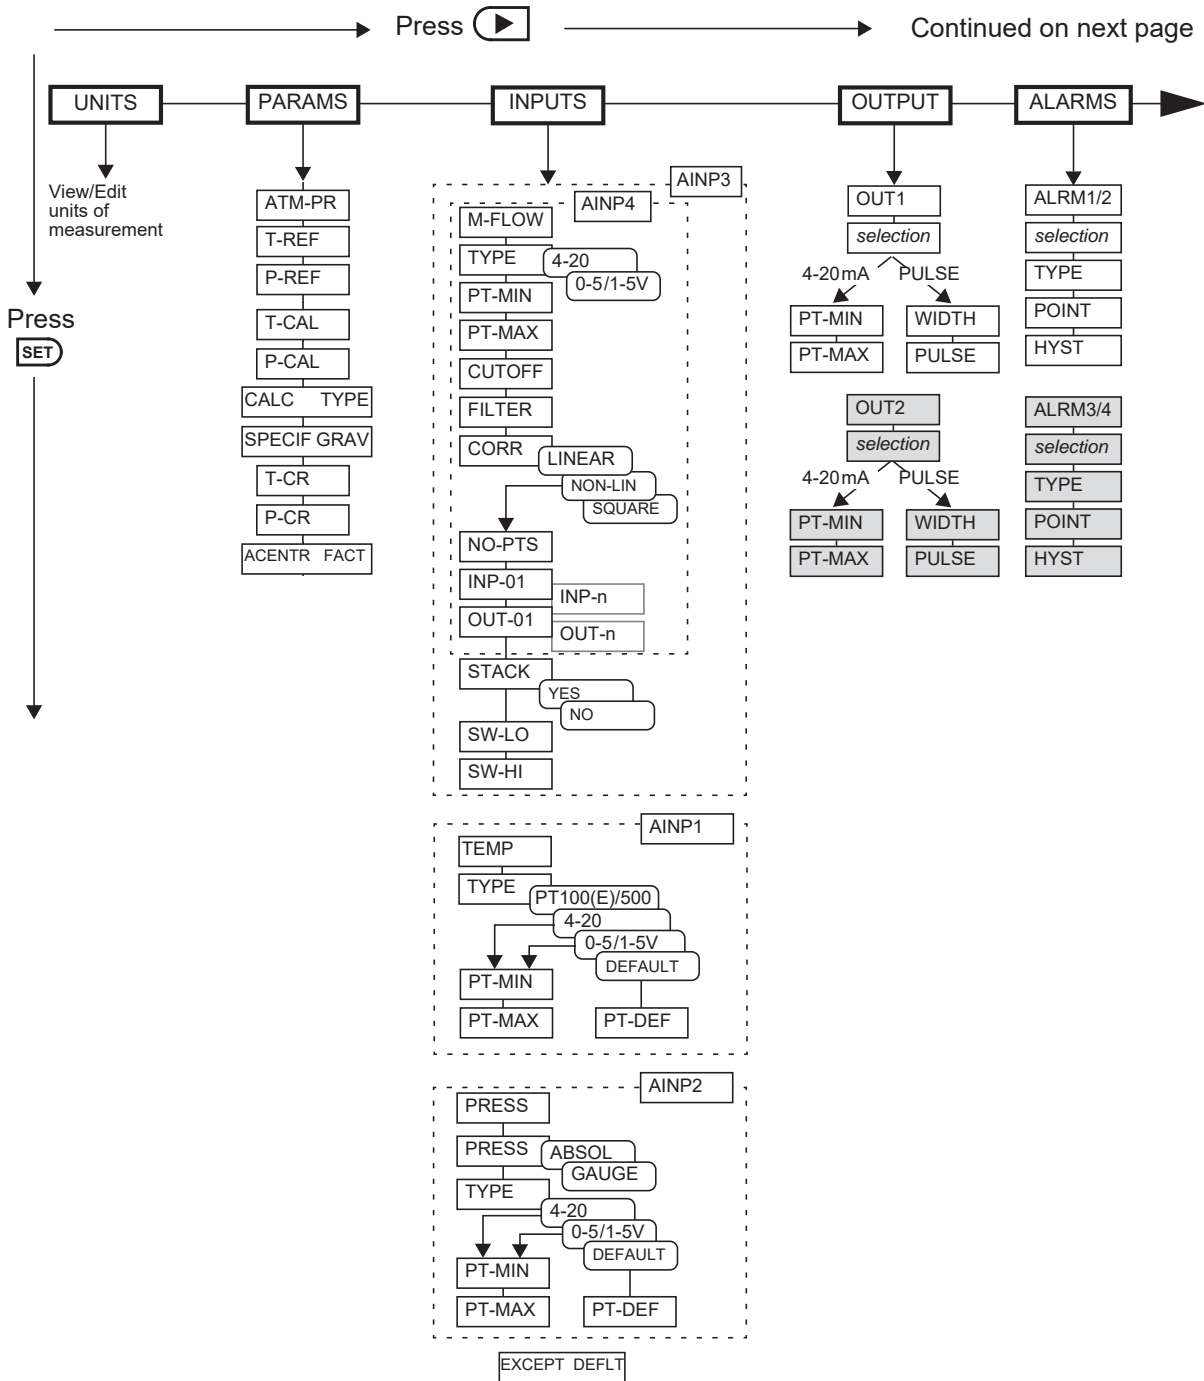 Press
Continued on next page
UNITS
PARAMS
INPUTS
OUTPUT
ALARMS
View/Edit
units of
measurement
Press
SET
ATM-PR
T-REF
P-REF
T-CAL
P-CAL
CALC TYPE
SPECIF GRAV
T-CR
P-CR
ACENTR FACT
AINP3
AINP4
M-FLOW
TYPE
4-20
0-5/1-5V
PT-MIN
PT-MAX
CUTOFF
FILTER
CORR
LINEAR
NON-LIN
SQUARE
NO-PTS
INP-01
INP-n
OUT-01
OUT-n
STACK
YES
NO
SW-LO
SW-HI
AINP1
TEMP
TYPE
PT100(E)/500
4-20
0-5/1-5V
DEFAULT
PT-MIN
PT-MAX
PT-DEF
AINP2
PRESS
PRESS
ABSOL
GAUGE
TYPE
4-20
0-5/1-5V
DEFAULT
PT-MIN
PT-MAX
PT-DEF
EXCEPT DEFLT
OUT1
selection
4-20mA PULSE
PT-MIN WIDTH
PT-MAX PULSE
OUT2
selection
4-20mA PULSE
PT-MIN WIDTH
PT-MAX PULSE
ALRM1/2
selection
TYPE
POINT
HYST
ALRM3/4
selection
TYPE
POINT
HYST